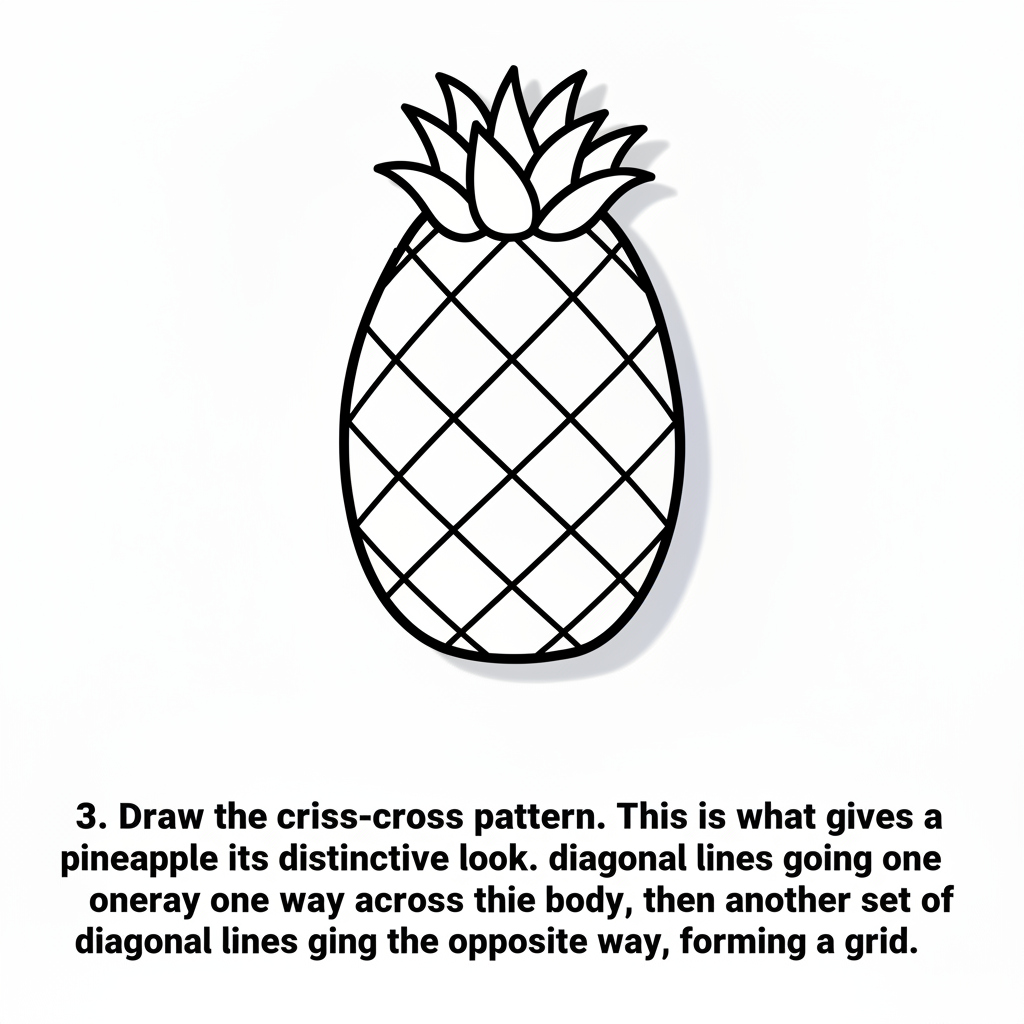 3. Draw the criss-cross pattern. This is what gives a
pineapple its distinctive look. diagonal lines going one
oneray one way across thie body, then another set of
diagonal lines ging the opposite way, forming a grid.